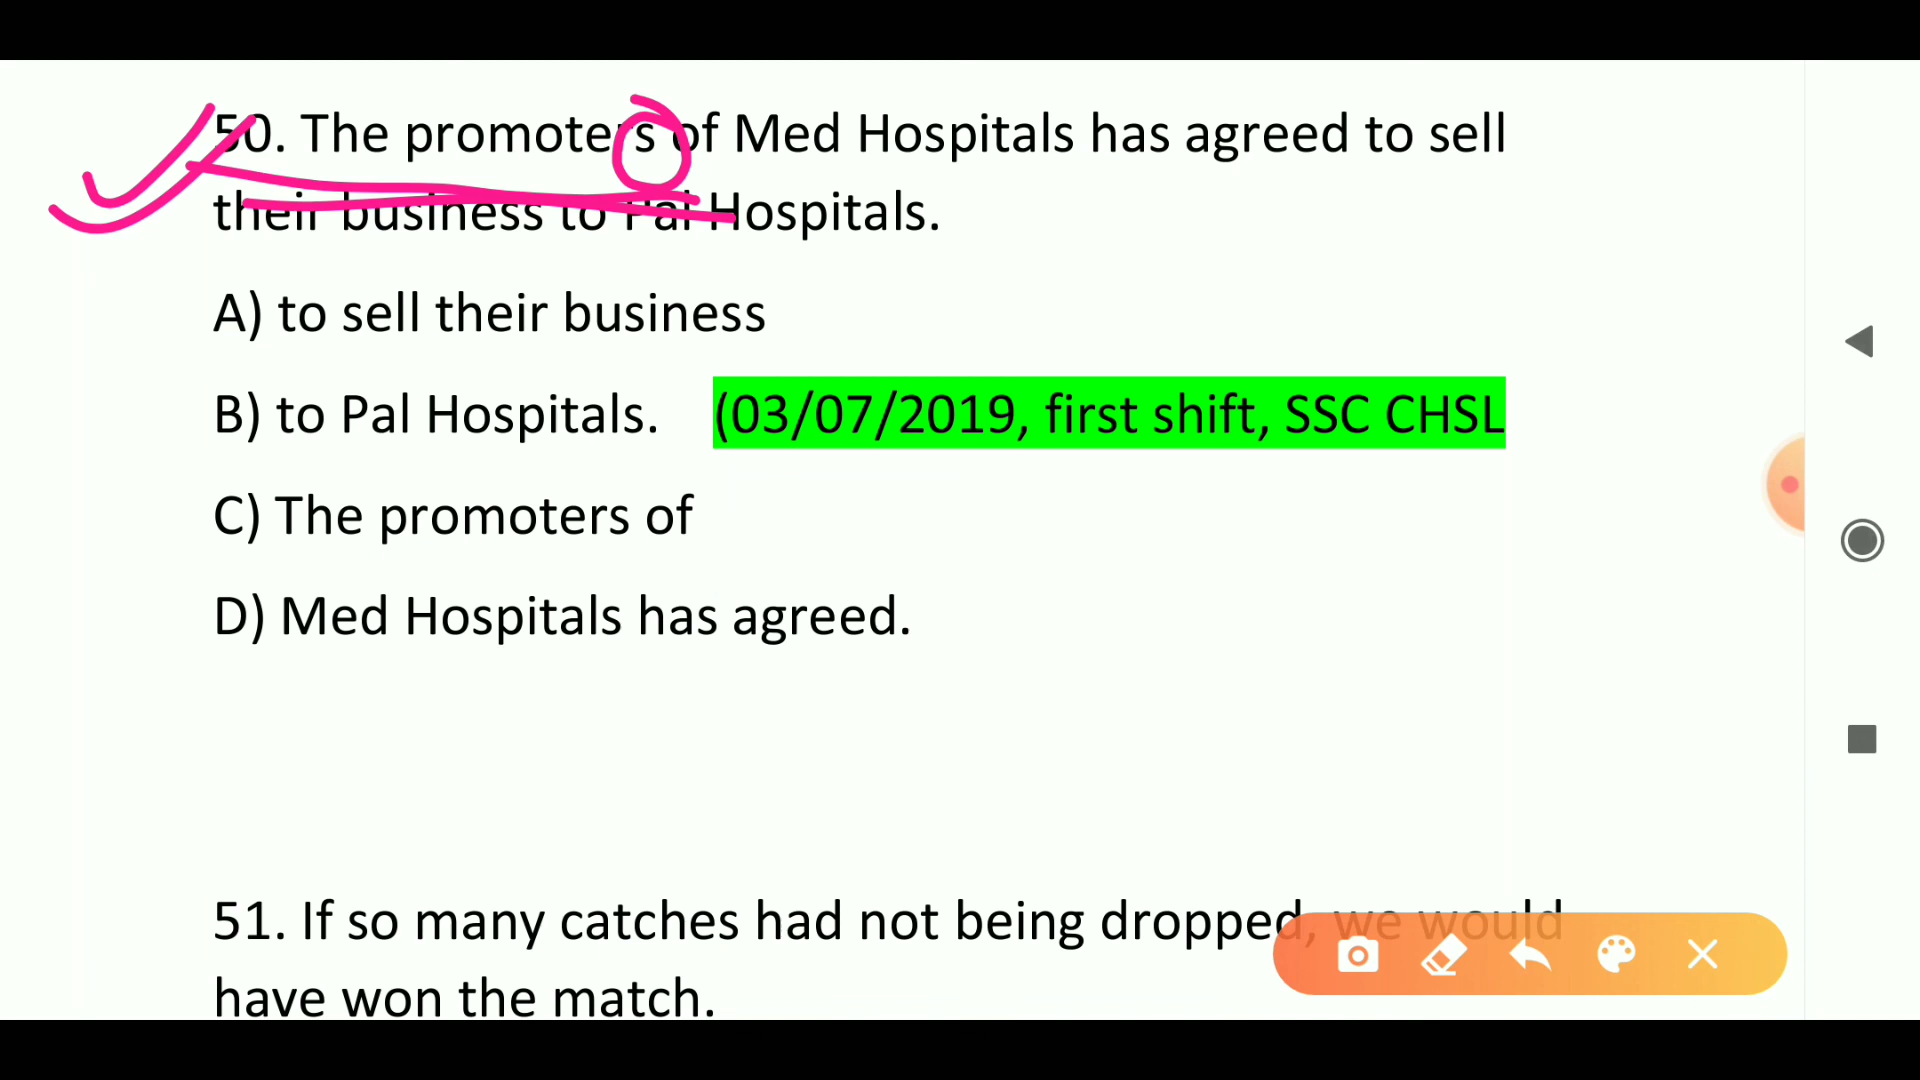 50. The promoters of Med Hospitals has agreed to sell
their business to Pal Hospitals.
A) to sell their business
B) to Pal Hospitals. (03/07/2019, first shift, SSC CHSL
C) The promoters of
D) Med Hospitals has agreed.
51. If so many catches had not being dropped, we would
have won the match.